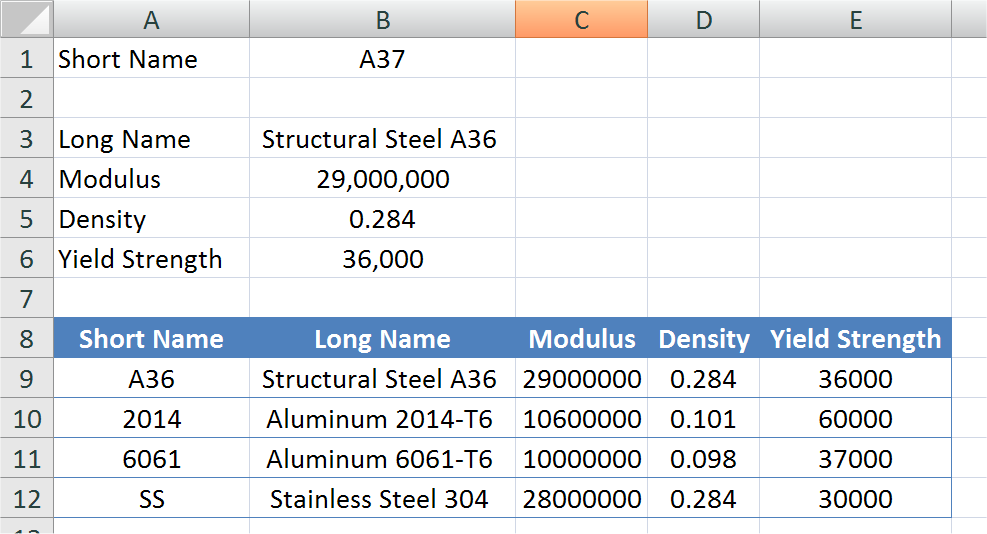 A B C D E
1 Short Name A37
2
3 Long Name Structural Steel A36
4 Modulus 29,000,000
5 Density 0.284
6 Yield Strength 36,000
7
8 Short Name Long Name Modulus Density Yield Strength
9 A36 Structural Steel A36 29000000 0.284 36000
10 2014 Aluminum 2014-T6 10600000 0.101 60000
11 6061 Aluminum 6061-T6 10000000 0.098 37000
12 SS Stainless Steel 304 28000000 0.284 30000